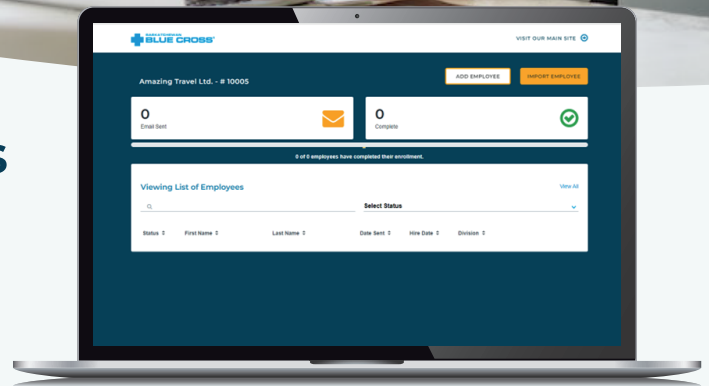 SASKATCHEWAN
BLUE CROSS®
VISIT OUR MAIN SITE
Amazing Travel Ltd. - # 10005
ADD EMPLOYEE
IMPORT EMPLOYEE
0
Email Sent
0
Complete
0 of 0 employees have completed their enrollment.
s
Viewing List of Employees
View All
Select Status
Status
First Name
Last Name
Date Sent
Hire Date
Division